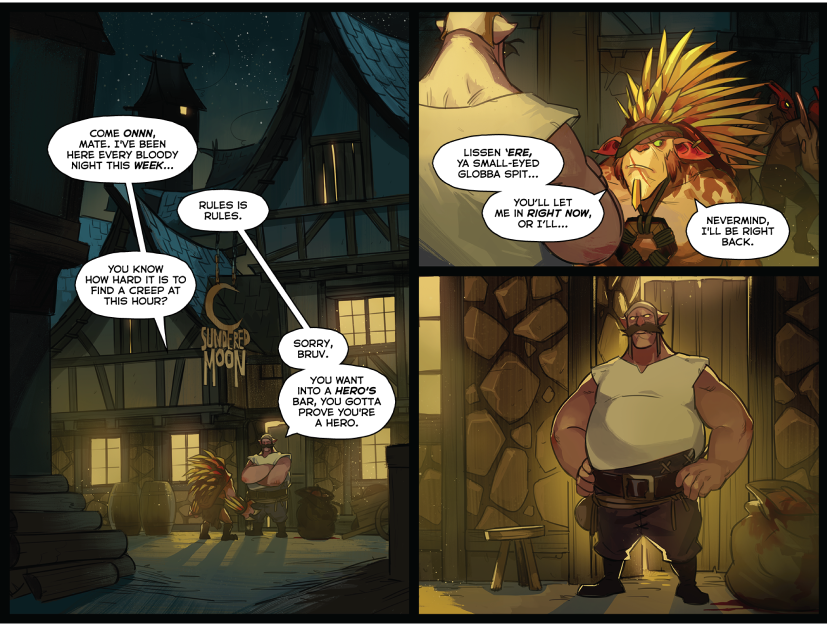 COME ONNN,
MATE. I'VE BEEN
HERE EVERY BLOODY
NIGHT THIS WEEK...
RULES IS
RULES.
YOU KNOW
HOW HARD IT IS TO
FIND A CREEP AT
THIS HOUR?
SUNDERED
MOON
SORRY,
BRUV.
YOU WANT
INTO A HERO'S
BAR, YOU GOTTA
PROVE YOU'RE
A HERO.
LISSEN 'ERE,
YA SMALL-EYED
GLOBBA SPIT...
YOU'LL LET
ME IN RIGHT NOW,
OR I'LL...
NEVERMIND,
I'LL BE RIGHT
BACK.